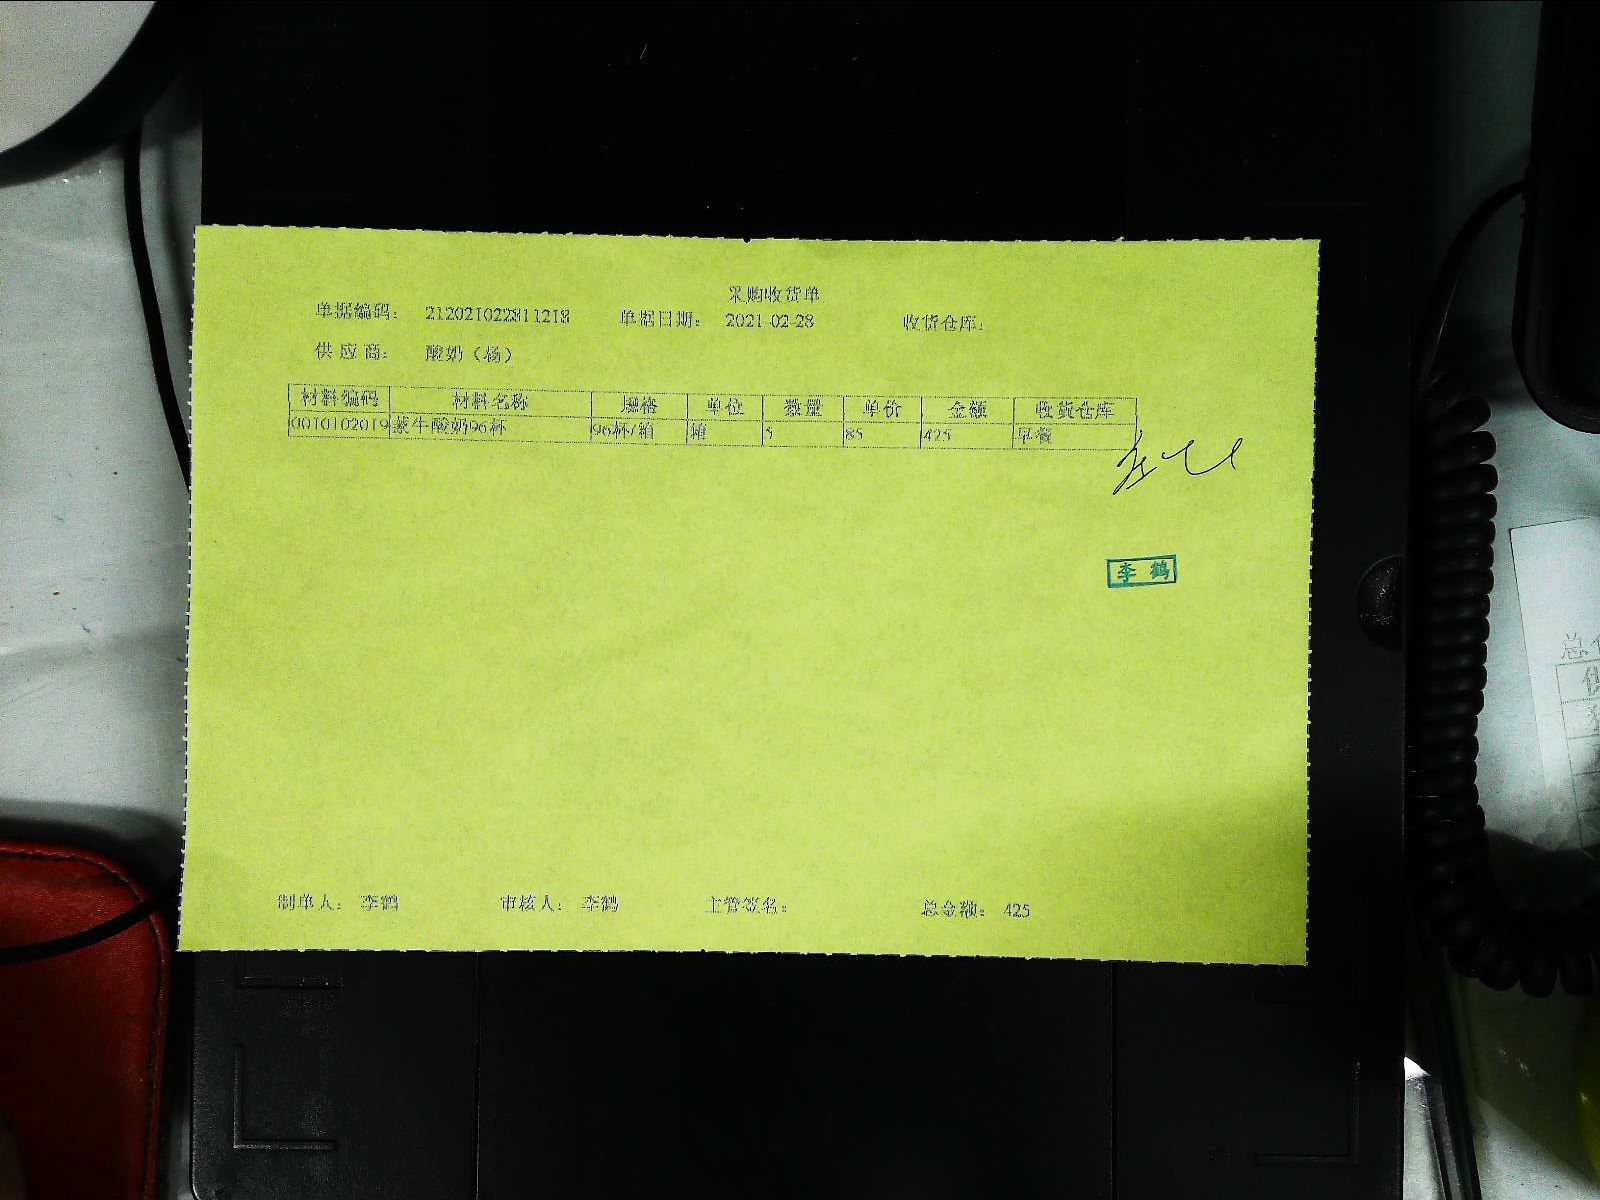 采购收货单
单据编码： 212021022811218 单据日期： 2021-02-28 收货仓库：
供应商： 酸奶（杨）
材料编码 材料名称 规格 单位 数量 单价 金额 收货仓库
0010102019 蒙牛酸奶96杯 96杯/箱 箱 5 85 425 早餐
李鹤
制单人： 李鹤 审核人： 李鹤 主管签名： 总金额： 425